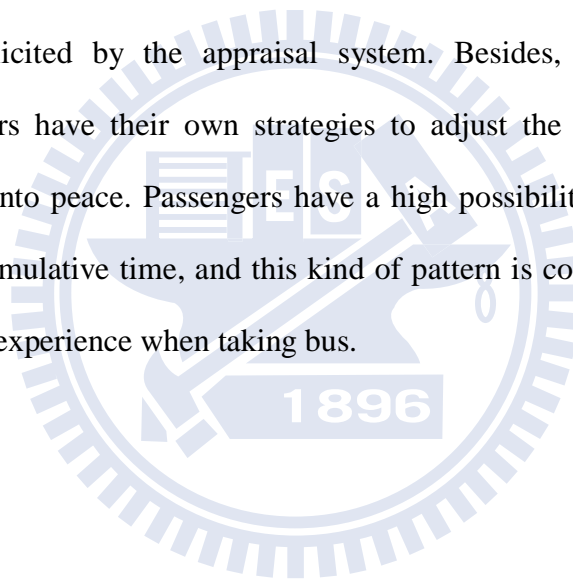 icited by the appraisal system. Besides,
rs have their own strategies to adjust the
nto peace. Passengers have a high possibilit
mulative time, and this kind of pattern is co
experience when taking bus.
ES
1896